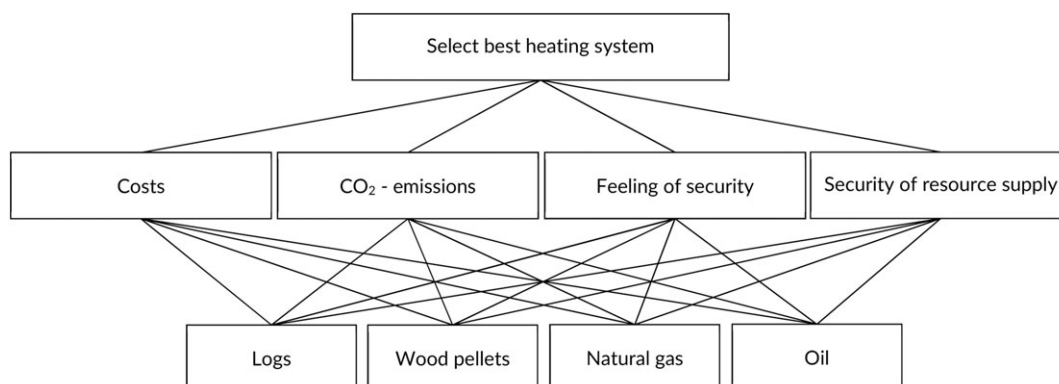 Select best heating system
Costs
CO₂ - emissions
Feeling of security
Security of resource supply
Logs
Wood pellets
Natural gas
Oil